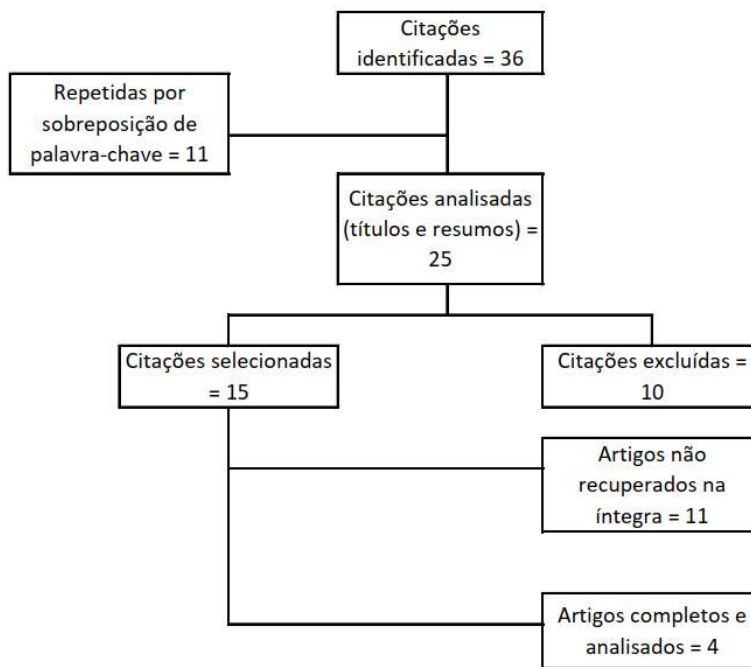 Citações
identificadas = 36
Repetidas por
sobreposição de
palavra-chave = 11
Citações analisadas
(títulos e resumos) =
25
Citações selecionadas
= 15
Citações excluídas =
10
Artigos não
recuperados na
íntegra = 11
Artigos completos e
analisados = 4